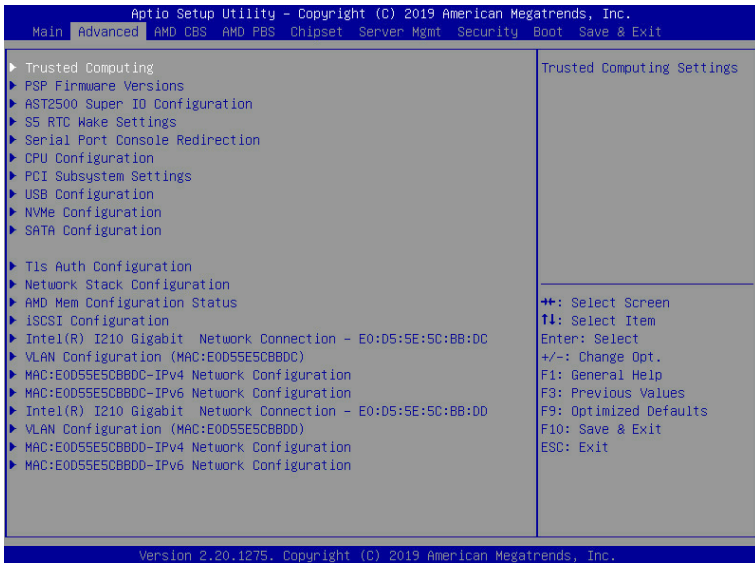 Aptio Setup Utility – Copyright (C) 2019 American Megatrends, Inc.
Main Advanced AMD CBS AMD PBS Chipset Server Mgmt Security Boot Save & Exit
Trusted Computing
PSP Firmware Versions
AST2500 Super IO Configuration
S5 RTC Wake Settings
Serial Port Console Redirection
CPU Configuration
PCI Subsystem Settings
USB Configuration
NVMe Configuration
SATA Configuration
Tls Auth Configuration
Network Stack Configuration
AMD Mem Configuration Status
iSCSI Configuration
Intel(R) I210 Gigabit  Network Connection – E0:D5:5E:5C:BB:DC
VLAN Configuration (MAC:E0D55E5CBBDC)
MAC:E0D55E5CBBDC-IPv4 Network Configuration
MAC:E0D55E5CBBDC-IPv6 Network Configuration
Intel(R) I210 Gigabit  Network Connection – E0:D5:5E:5C:BB:DD
VLAN Configuration (MAC:E0D55E5CBBDD)
MAC:E0D55E5CBBDD-IPv4 Network Configuration
MAC:E0D55E5CBBDD-IPv6 Network Configuration
Trusted Computing Settings
→←: Select Screen
↑↓: Select Item
Enter: Select
+/-: Change Opt.
F1: General Help
F3: Previous Values
F9: Optimized Defaults
F10: Save & Exit
ESC: Exit
Version 2.20.1275. Copyright (C) 2019 American Megatrends, Inc.